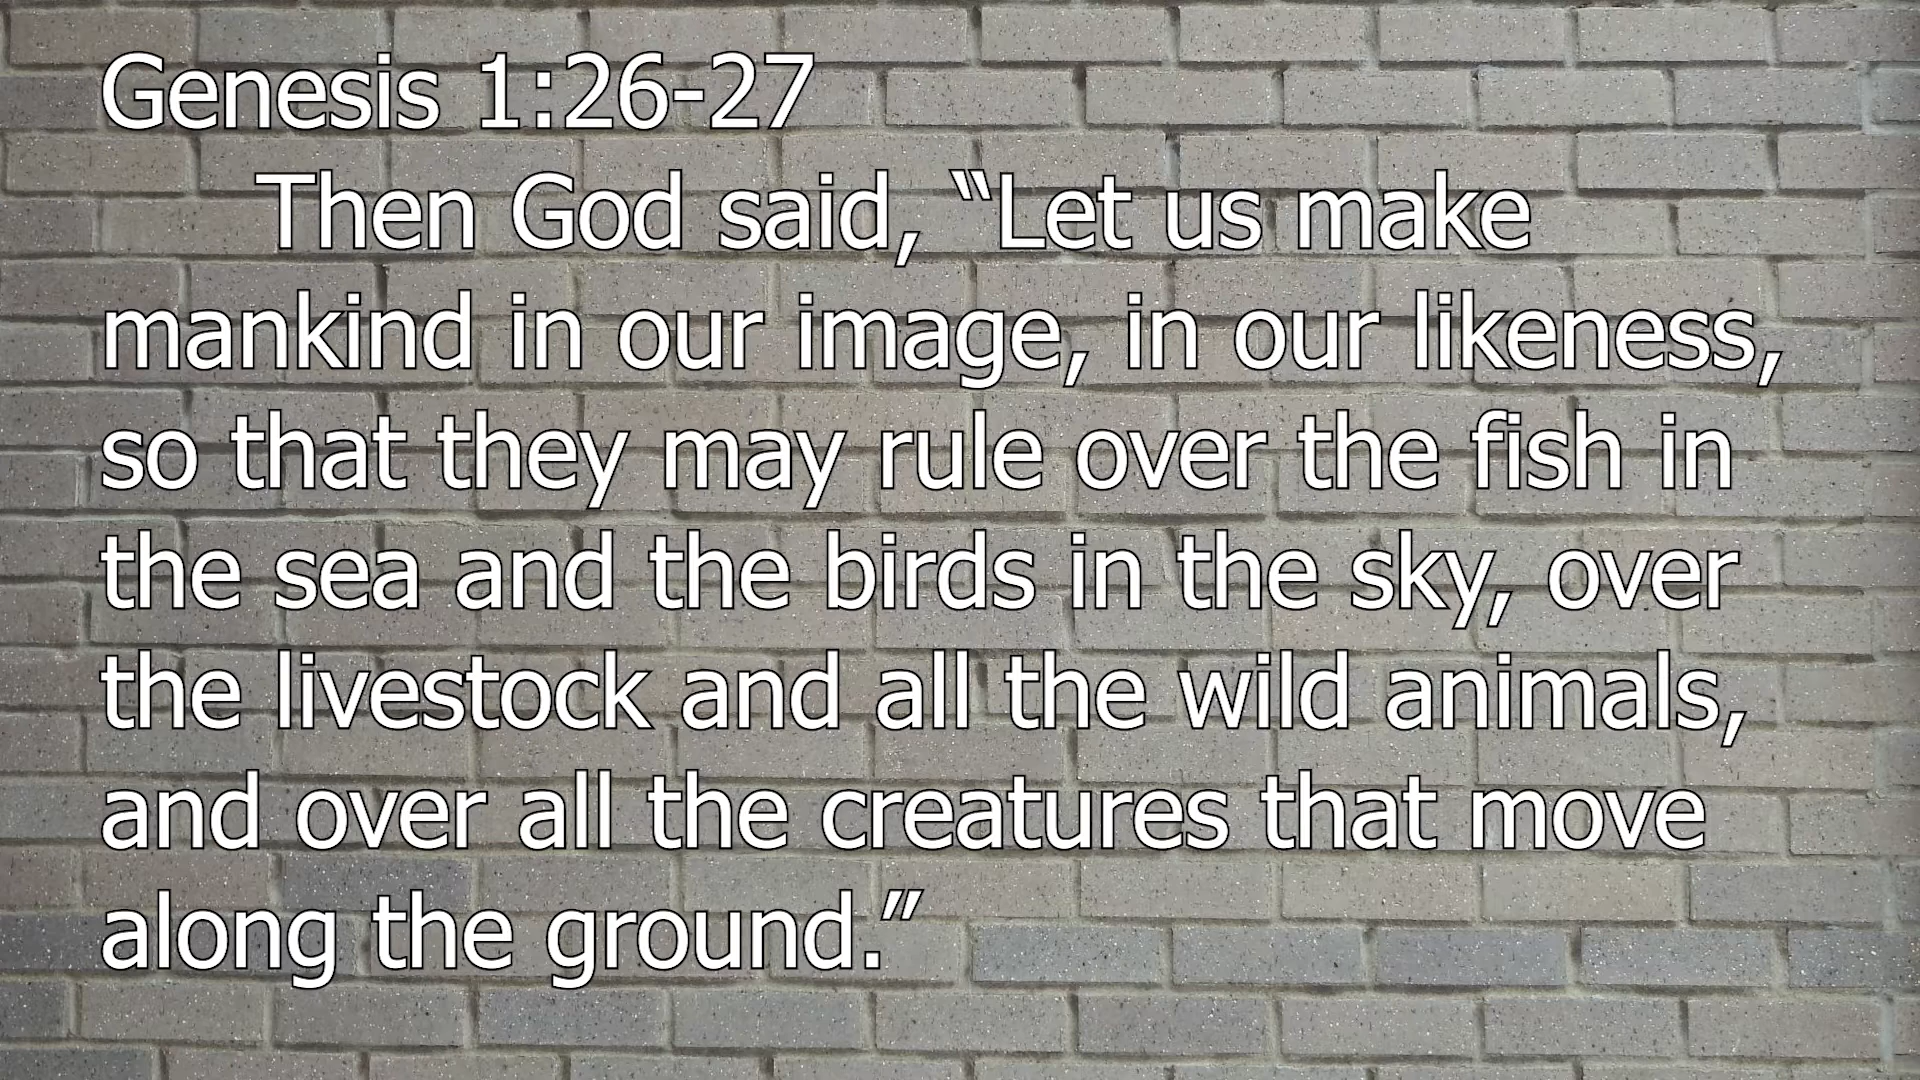 Genesis 1:26-27
Then God said, “Let us make
mankind in our image, in our likeness,
so that they may rule over the fish in
the sea and the birds in the sky, over
the livestock and all the wild animals,
and over all the creatures that move
along the ground.”